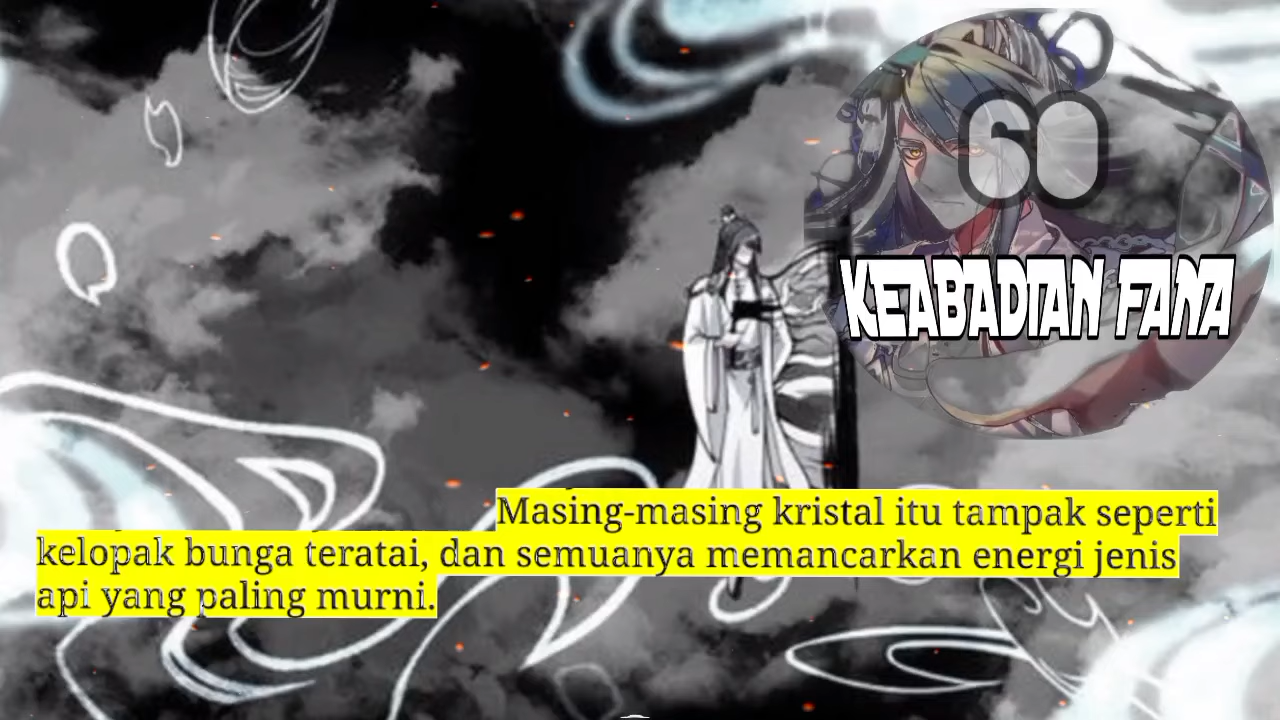 60
KEABADIAN FANA
Masing-masing kristal itu tampak seperti
kelopak bunga teratai, dan semuanya memancarkan energi jenis
api yang paling murni.